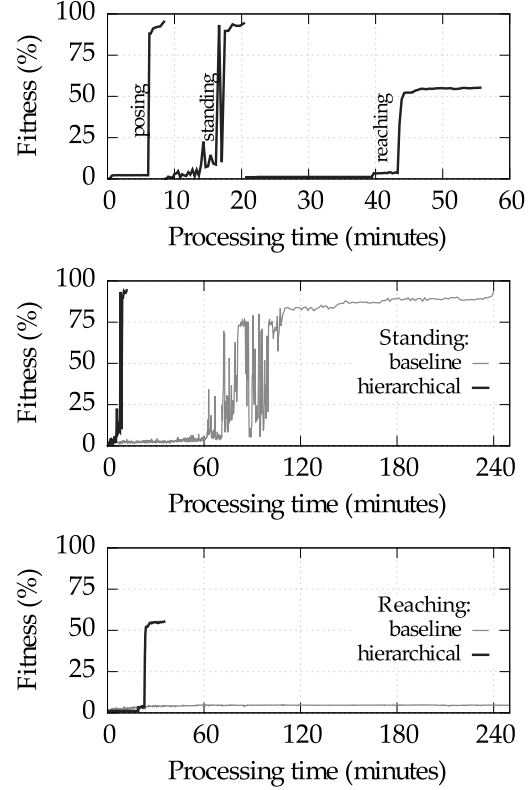 100
75
50
25
0
Fitness (%)
posing
standing
reaching
0 10 20 30 40 50 60
Processing time (minutes)
100
75
50
25
0
Fitness (%)
Standing:
baseline
hierarchical
0 60 120 180 240
Processing time (minutes)
100
75
50
25
0
Fitness (%)
Reaching:
baseline
hierarchical
0 60 120 180 240
Processing time (minutes)